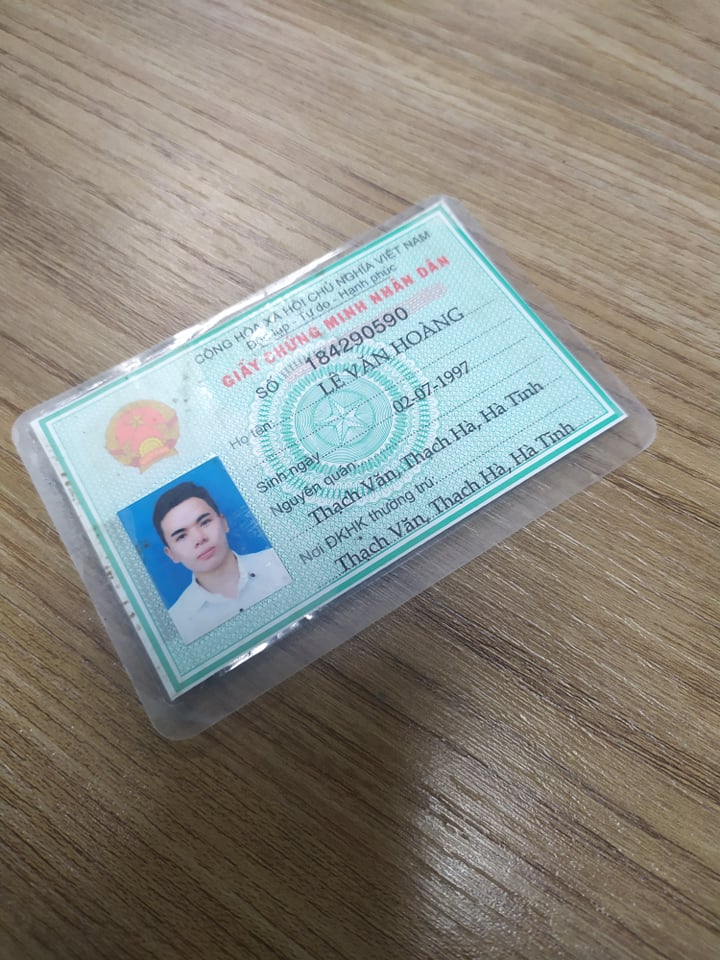 CỘNG HÒA XÃ HỘI CHỦ NGHĨA VIỆT NAM
Độc lập - Tự do - Hạnh phúc
GIẤY CHỨNG MINH NHÂN DÂN
SỐ 184290590
Họ tên: LÊ VĂN HOÀNG
Sinh ngày 02-07-1997
Nguyên quán
Thạch Văn, Thạch Hà, Hà Tĩnh
Nơi ĐKHK thường trú:
Thạch Văn, Thạch Hà, Hà Tĩnh